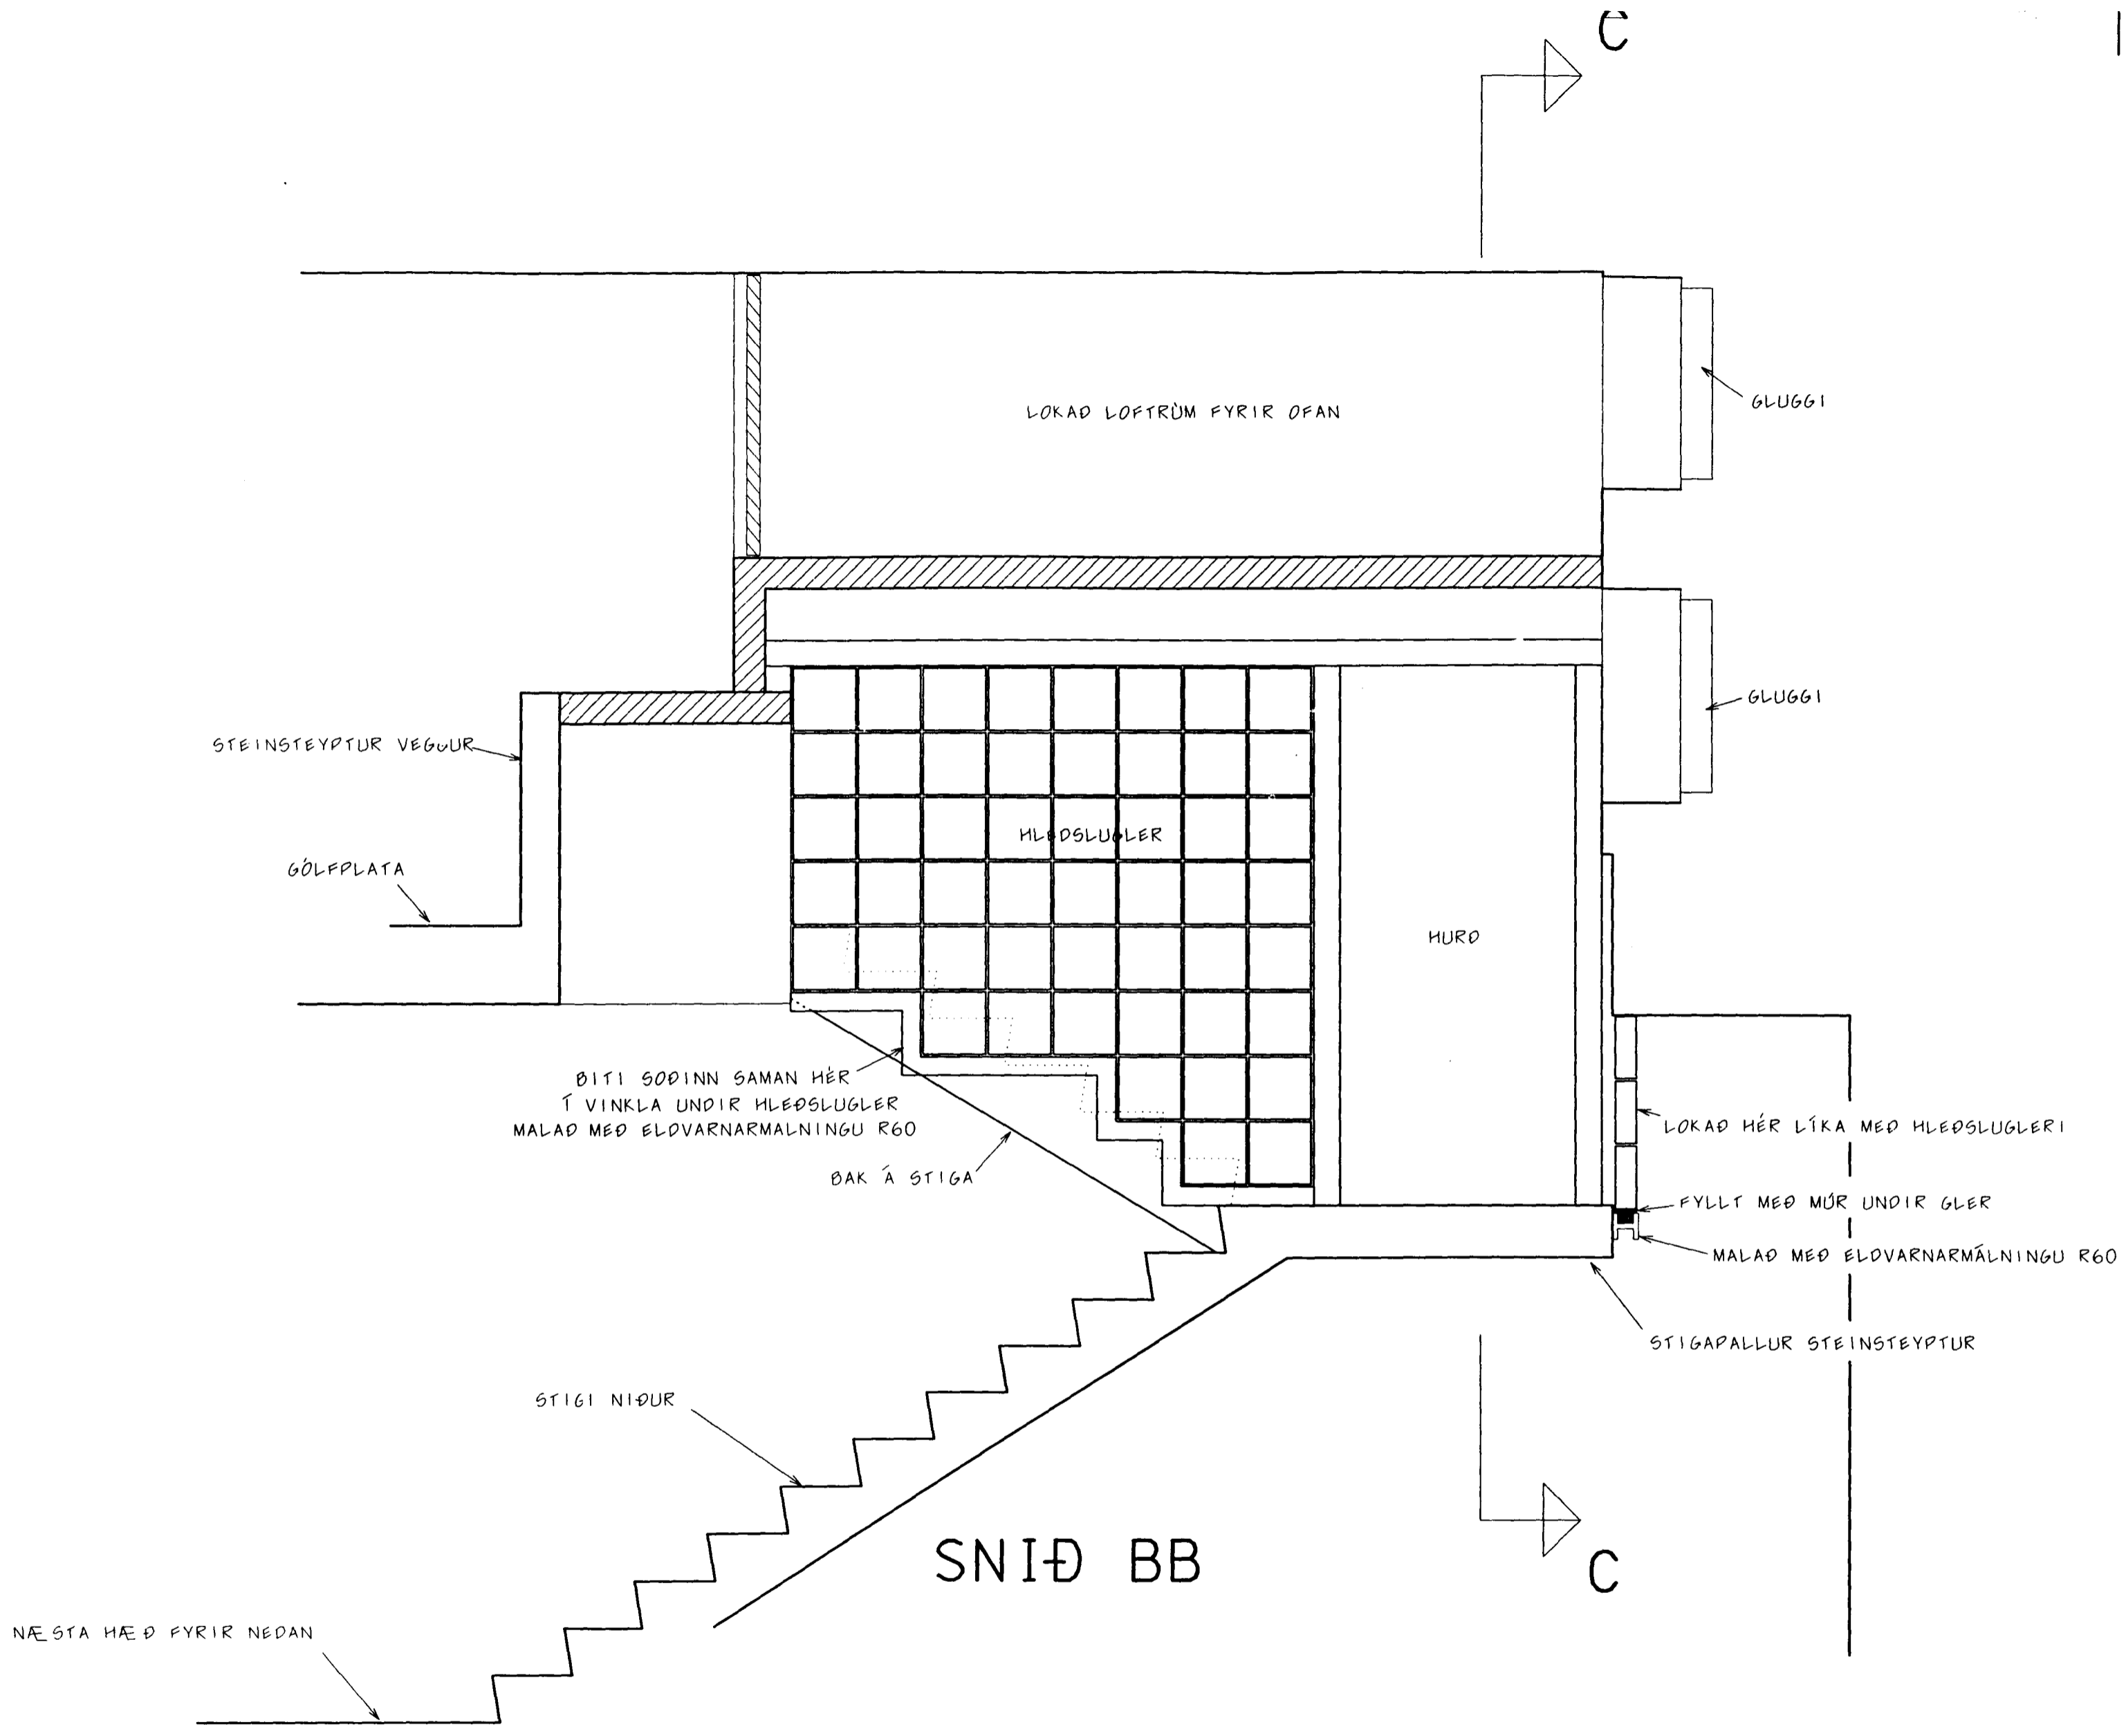 C
LOKAÐ LOFTRÙM FYRIR OFAN
GLUGGI
GLUGGI
STEINSTEYPTUR VEGGUR
HLEÐSLUGLER
GÓLFPLATA
HURÐ
BITI SOÐINN SAMAN HÉR
Í VINKLA UNDIR HLEÐSLUGLER
MALAÐ MEÐ ELDVARNARMALNINGU R60
BAK Á STIGA
LOKAÐ HÉR LÍKA MEÐ HLEÐSLUGLERI
FYLLT MEÐ MÚR UNDIR GLER
MALAÐ MEÐ ELDVARNARMÁLNINGU R60
STIGAPALLUR STEINSTEYPTUR
STIGI NIÐUR
SNIÐ BB
C
NÆSTA HÆÐ FYRIR NEDAN